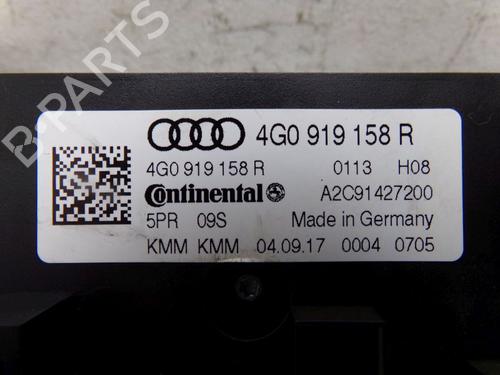 4G0 919 158 R
4G0 919 158 R 0113 H08
Continental A2C91427200
5PR 09S Made in Germany
KMM KMM 04.09.17 0004 0705
B-PARTS